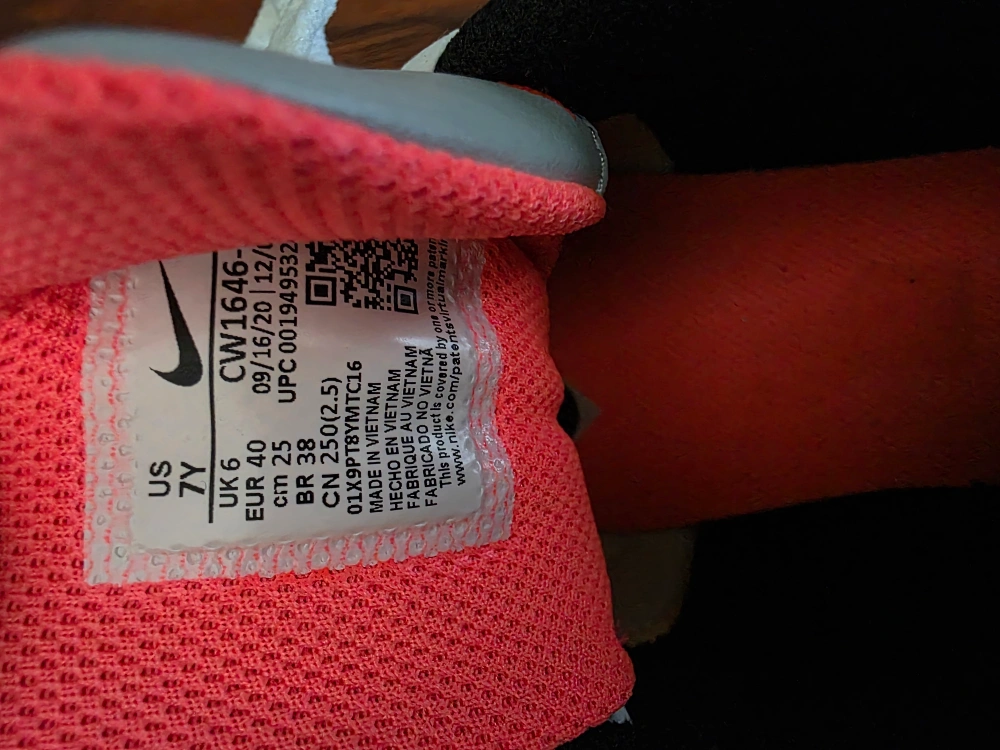 US
7Y
UK 6
EUR 40
cm 25
BR 38
CN 250(2.5)
CW1646-
09/16/20 | 12/
UPC 0019495532
01X9PT8YMTC16
MADE IN VIETNAM
HECHO EN VIETNAM
FABRIQUE AU VIETNAM
FABRICADO NO VIETNÃ
This product is covered by one or more
www.nike.com/patents